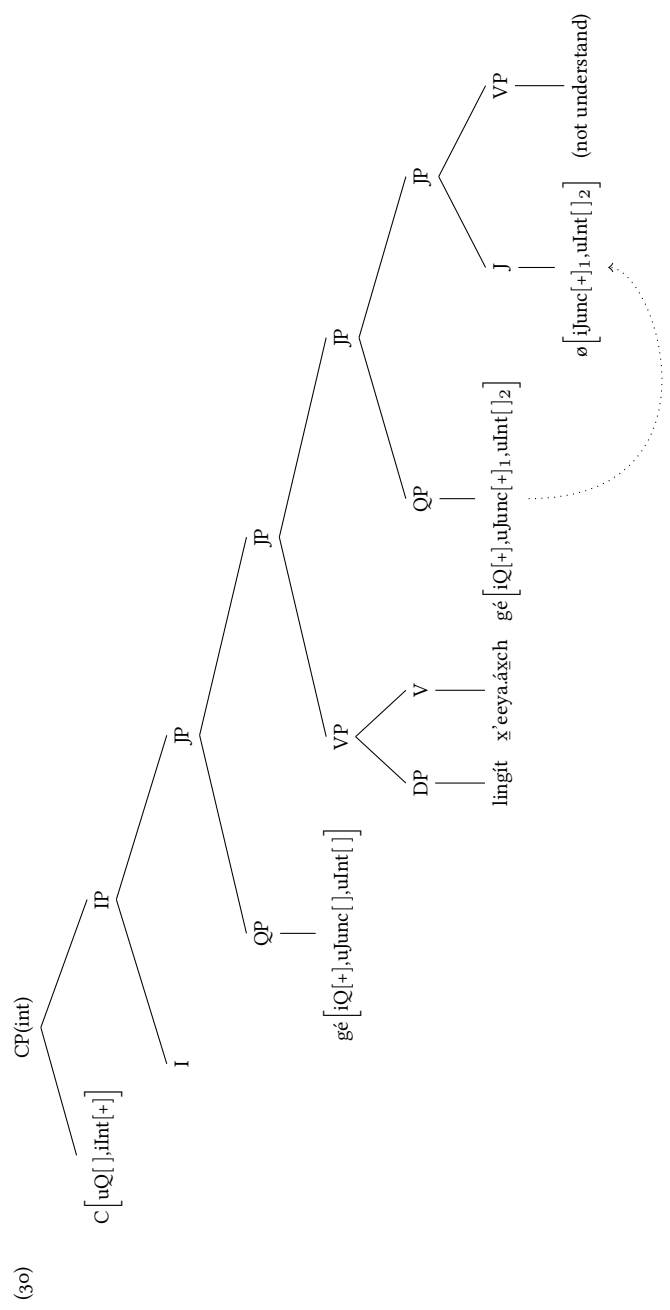 (30)
CP(int)
C [uQ[ ],iInt[+]]
IP
I
JP
QP
gé [iQ[+],uJunc[ ],uInt[ ]]
JP
VP
DP
lingít
V
x̲'eeya.áx̲ch
JP
QP
gé [iQ[+],uJunc[+]₁,uInt[ ]₂]
JP
J
ø [iJunc[+]₁,uInt[ ]₂]
VP
(not understand)